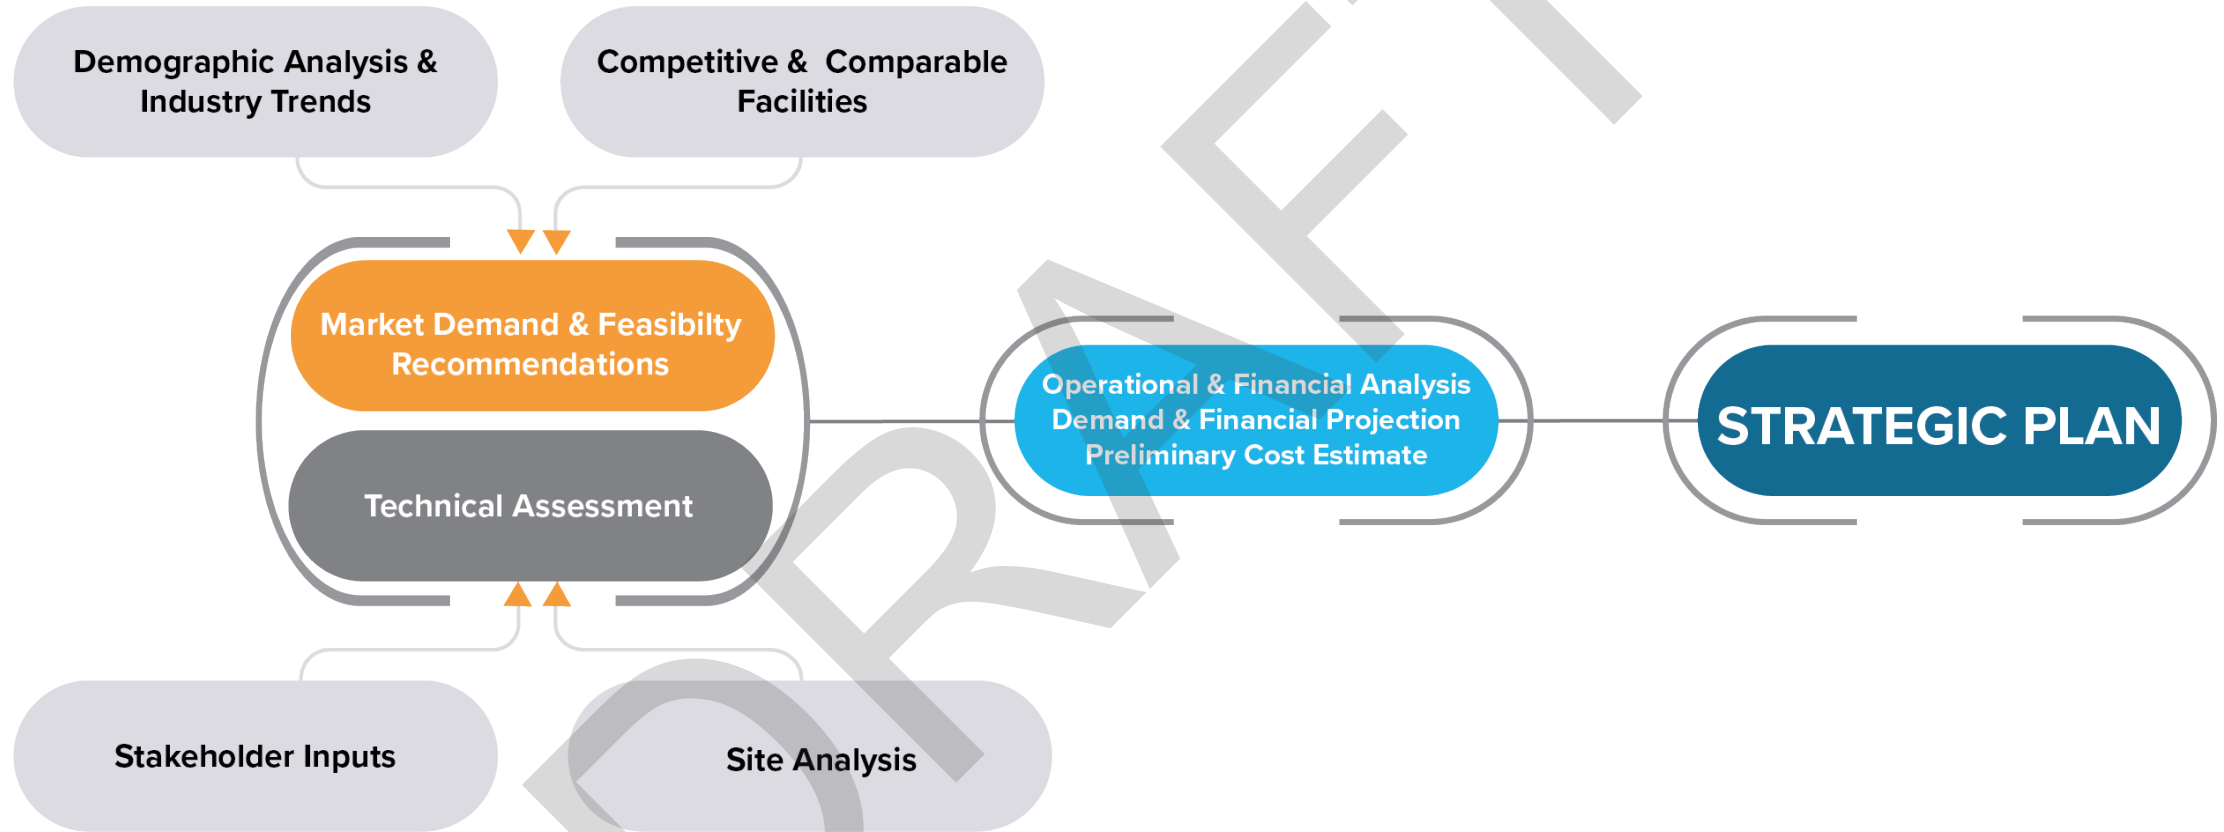 Demographic Analysis &
Industry Trends
Competitive & Comparable
Facilities
Market Demand & Feasibilty
Recommendations
Technical Assessment
Operational & Financial Analysis
Demand & Financial Projection
Preliminary Cost Estimate
STRATEGIC PLAN
Stakeholder Inputs
Site Analysis
DRAFT